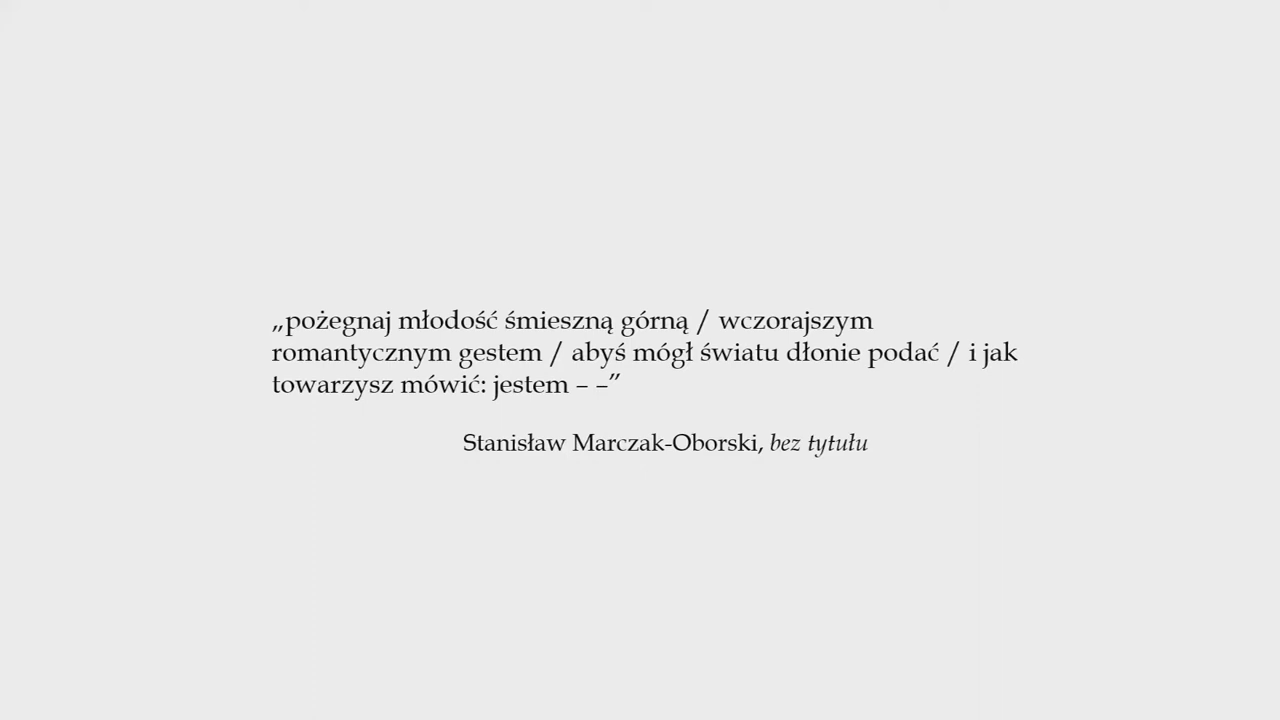 „pożegnaj młodość śmieszną górną / wczorajszym
romantycznym gestem / abyś mógł światu dłonie podać / i jak
towarzysz mówić: jestem – –”
Stanisław Marczak-Oborski, bez tytułu